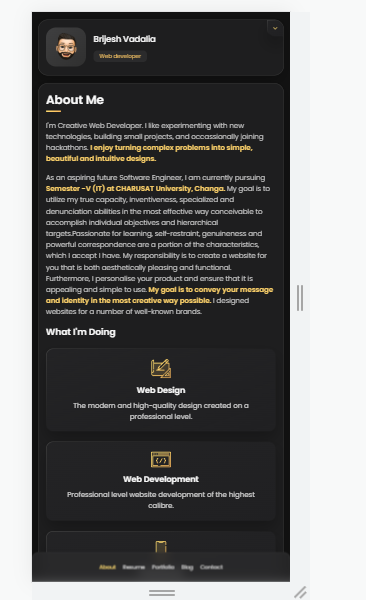 Brijesh Vadalia
Web developer
About Me
I'm Creative Web Developer. I like experimenting with new
technologies, building small projects, and occassionally joining
hackathons. I enjoy turning complex problems into simple,
beautiful and intuitive designs.
As an aspiring future Software Engineer, I am currently pursuing
Semester -V (IT) at CHARUSAT University, Changa. My goal is to
utilize my true capacity, inventiveness, specialized and
denunciation abilities in the most effective way conceivable to
accomplish individual objectives and hierarchical
targets.Passionate for learning, self-restraint, genuineness and
powerful correspondence are a portion of the characteristics,
which I accept I have. My responsibility is to create a website for
you that is both aesthetically pleasing and functional.
Furthermore, I personalise your product and ensure that it is
appealing and simple to use. My goal is to convey your message
and identity in the most creative way possible. I designed
websites for a number of well-known brands.
What I'm Doing
Web Design
The modern and high-quality design created on a
professional level.
Web Development
Professional level website development of the highest
calibre.
About Resume Portfolio Blog Contact